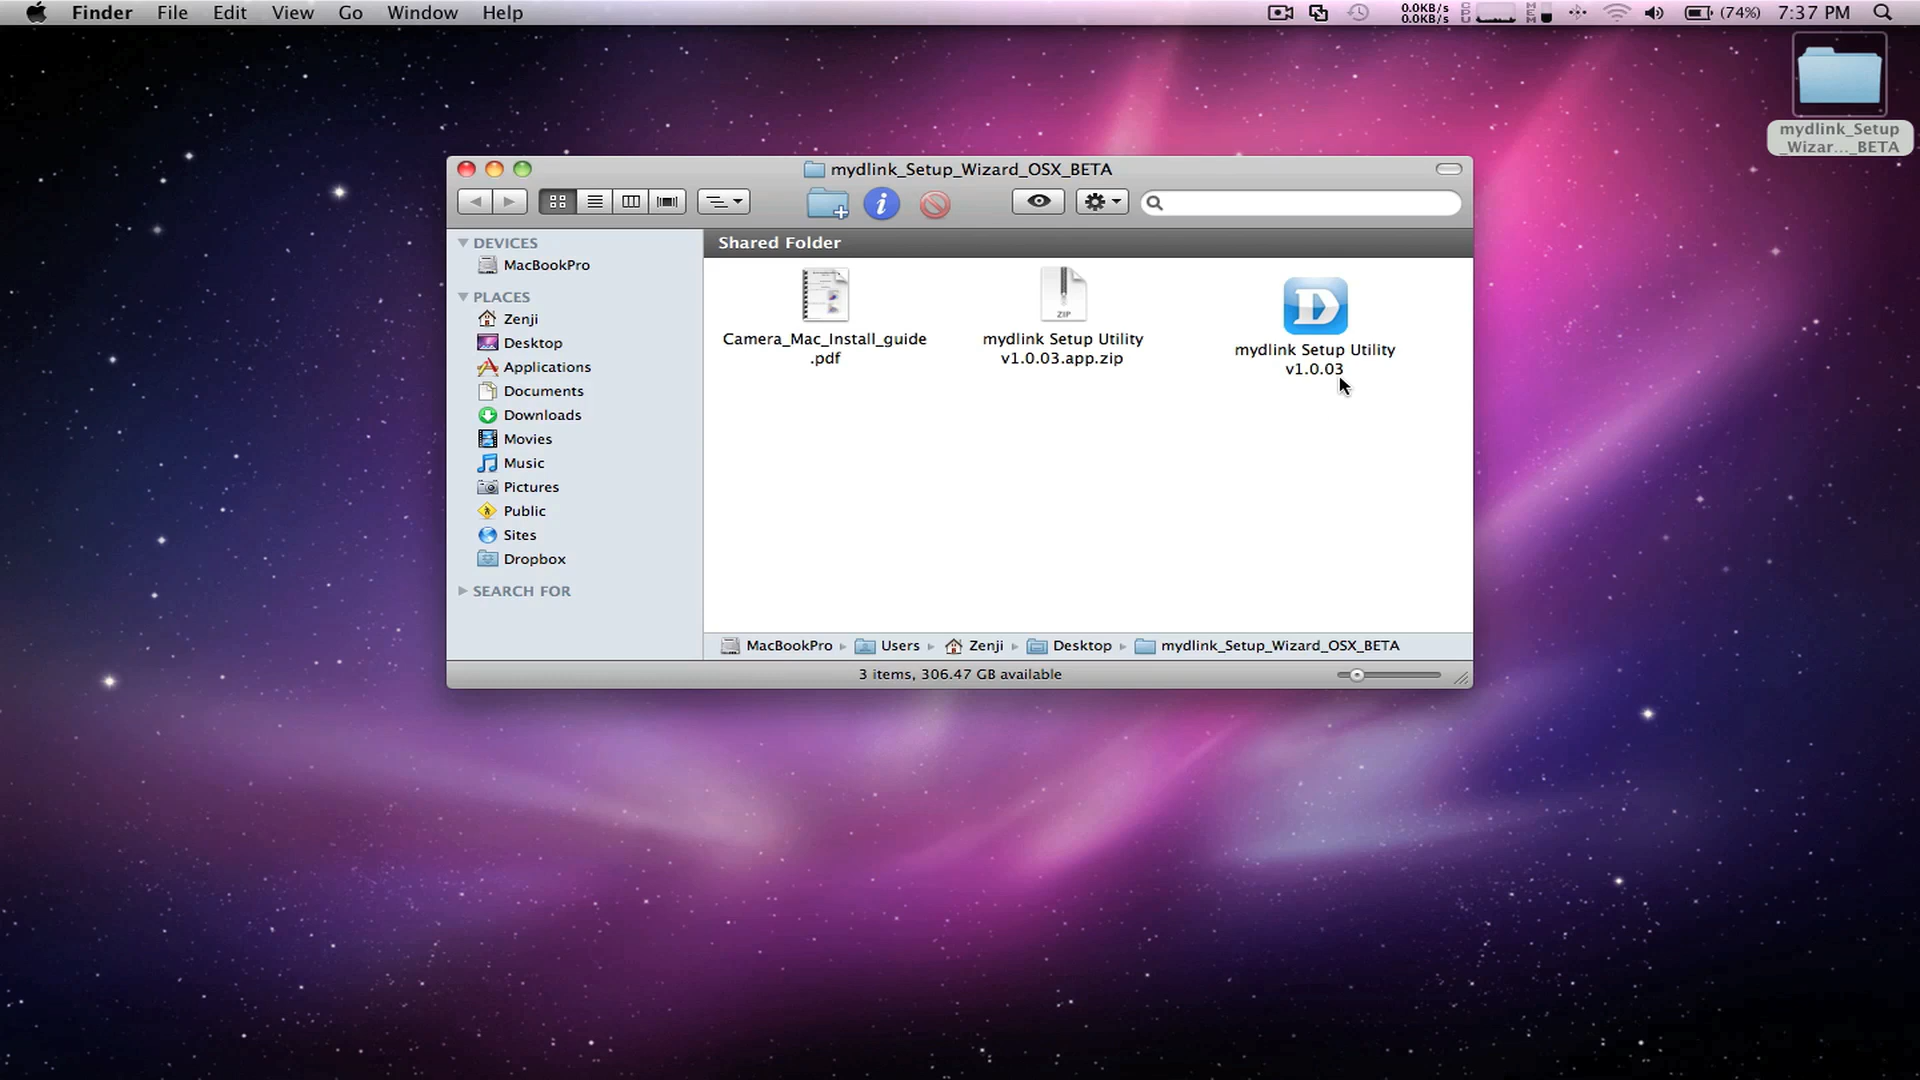 Finder File Edit View Go Window Help
0.0KB/s
0.0KB/s
CPU
MEM
(74%) 7:37 PM
mydlink_Setup
_Wizar..._BETA
mydlink_Setup_Wizard_OSX_BETA
DEVICES
MacBookPro
PLACES
Zenji
Desktop
Applications
Documents
Downloads
Movies
Music
Pictures
Public
Sites
Dropbox
SEARCH FOR
Shared Folder
Camera_Mac_Install_guide
.pdf
ZIP
mydlink Setup Utility
v1.0.03.app.zip
D
mydlink Setup Utility
v1.0.03
MacBookPro Users Zenji Desktop mydlink_Setup_Wizard_OSX_BETA
3 items, 306.47 GB available